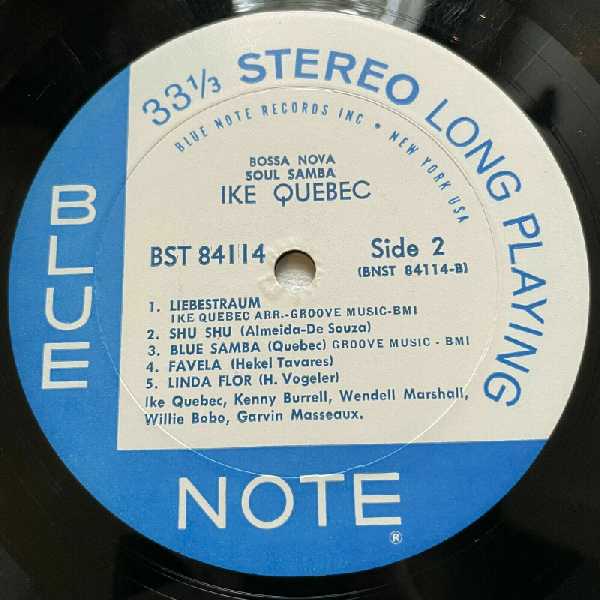 33⅓ STEREO LONG PLAYING
BLUE NOTE RECORDS INC • NEW YORK USA
BOSSA NOVA
SOUL SAMBA
IKE QUEBEC
BST 84114 Side 2
(BNST 84114-B)
1. LIEBESTRAUM
IKE QUEBEC ARR.-GROOVE MUSIC-BMI
2. SHU SHU (Almeida-De Souza)
3. BLUE SAMBA (Quebec) GROOVE MUSIC - BMI
4. FAVELA (Hekel Tavares)
5. LINDA FLOR (H. Vogeler)
Ike Quebec, Kenny Burrell, Wendell Marshall,
Willie Bobo, Garvin Masseaux.
BLUE
NOTE
®